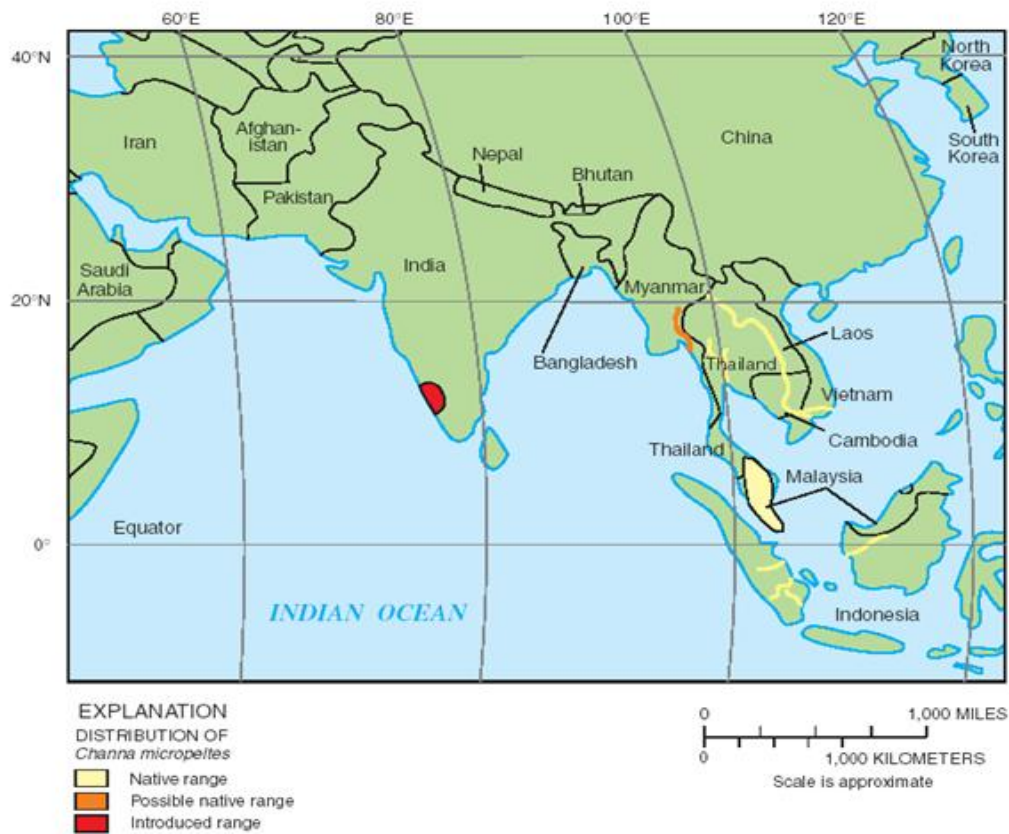 60°E
80°E
100°E
120°E
40°N
North
Korea
South
Korea
China
Iran
Afghan-
istan
Nepal
Bhutan
Pakistan
Saudi
Arabia
India
Myanmar
20°N
Bangladesh
Laos
Thailand
Vietnam
Cambodia
Thailand
Malaysia
Equator
0°
INDIAN OCEAN
Indonesia
EXPLANATION
DISTRIBUTION OF
Channa micropeltes
Native range
Possible native range
Introduced range
0 1,000 MILES
0 1,000 KILOMETERS
Scale is approximate